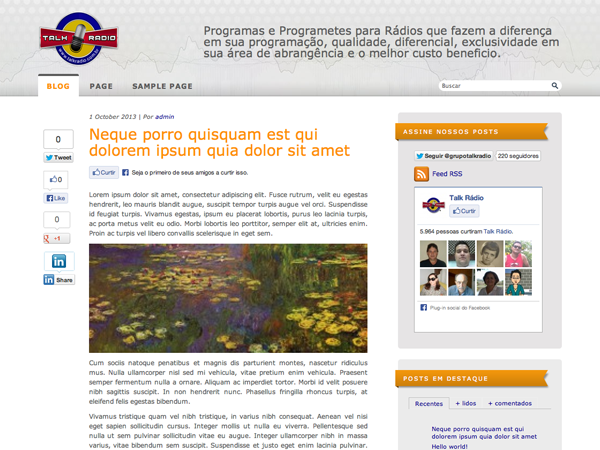 TALK RADIO
www.talkradio.com.br
Programas e Programetes para Rádios que fazem a diferença
em sua programação, qualidade, diferencial, exclusividade em
sua área de abrangência e o melhor custo beneficio.
BLOG
PAGE
SAMPLE PAGE
Buscar
1 October 2013 | Por admin
Neque porro quisquam est qui
dolorem ipsum quia dolor sit amet
Curtir Seja o primeiro de seus amigos a curtir isso.
0
Tweet
0
Like
0
+1
Share
Lorem ipsum dolor sit amet, consectetur adipiscing elit. Fusce rutrum, velit eu egestas
hendrerit, leo mauris blandit augue, suscipit tempor turpis augue vel orci. Suspendisse
id feugiat turpis. Vivamus egestas, ipsum eu placerat lobortis, purus leo lacinia turpis,
ac porta metus velit eu odio. Morbi lobortis leo porttitor, semper elit at, ultricies enim.
Proin ac turpis vel libero convallis scelerisque in eget sem.
Cum sociis natoque penatibus et magnis dis parturient montes, nascetur ridiculus
mus. Nulla ullamcorper nisl sed mi vehicula, vitae pretium enim vehicula. Praesent
semper fermentum nulla a ornare. Aliquam ac imperdiet tortor. Morbi id velit posuere
nibh sagittis suscipit. In non hendrerit nunc. Phasellus fringilla rhoncus turpis, at
eleifend felis egestas bibendum.
Vivamus tristique quam vel nibh tristique, in varius nibh consequat. Aenean vel nisi
eget sapien sollicitudin cursus. Integer mollis ut nulla eu viverra. Pellentesque sed
nulla ut sem pulvinar sollicitudin vitae eu augue. Integer ullamcorper nibh in massa
varius, vitae bibendum sem suscipit. Suspendisse et justo eget enim lacinia pulvinar.
ASSINE NOSSOS POSTS
Seguir @grupotalkradio
220 seguidores
Feed RSS
Talk Rádio
Curtir
5.964 pessoas curtiram Talk Rádio.
Plug-in social do Facebook
POSTS EM DESTAQUE
Recentes
+ lidos
+ comentados
Neque porro quisquam est qui
dolorem ipsum quia dolor sit amet
Hello world!